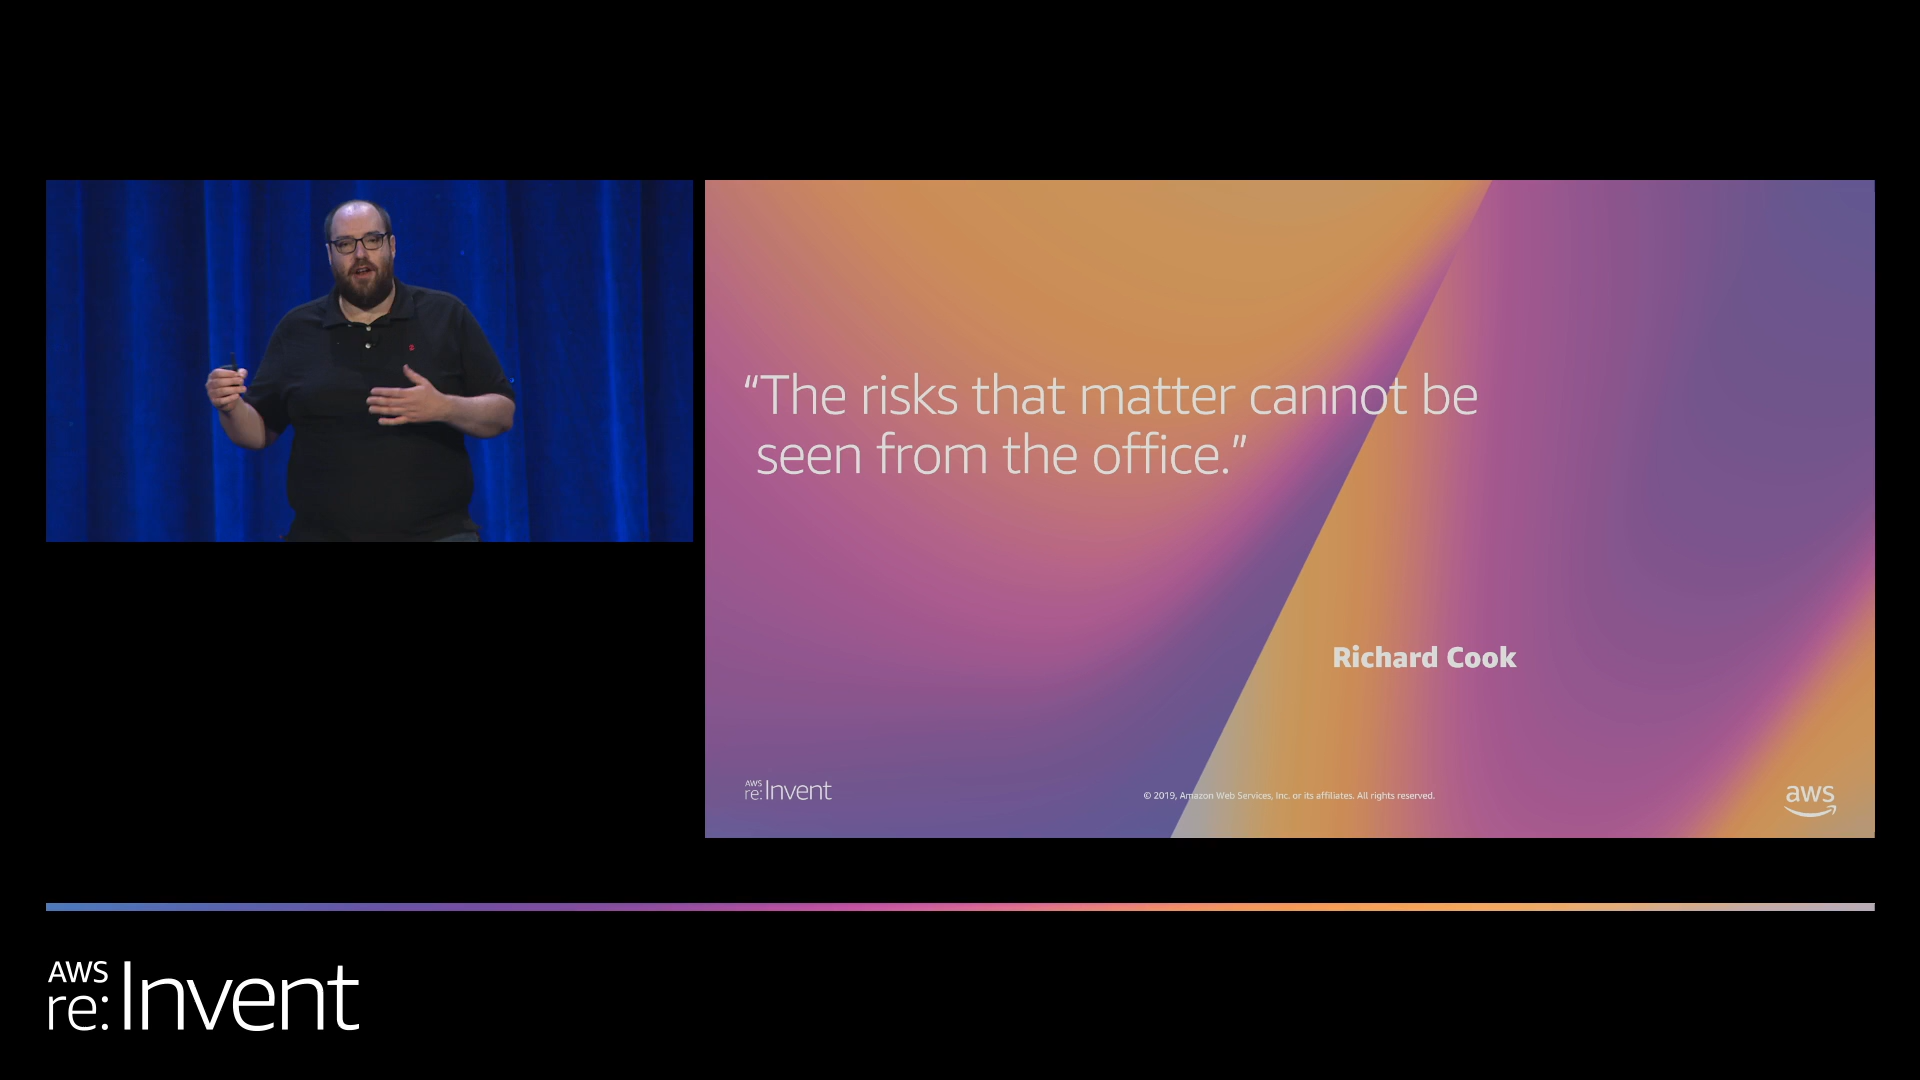 “The risks that matter cannot be
seen from the office.”
Richard Cook
AWS
re:Invent
© 2019, Amazon Web Services, Inc. or its affiliates. All rights reserved.
aws
AWS
re:Invent